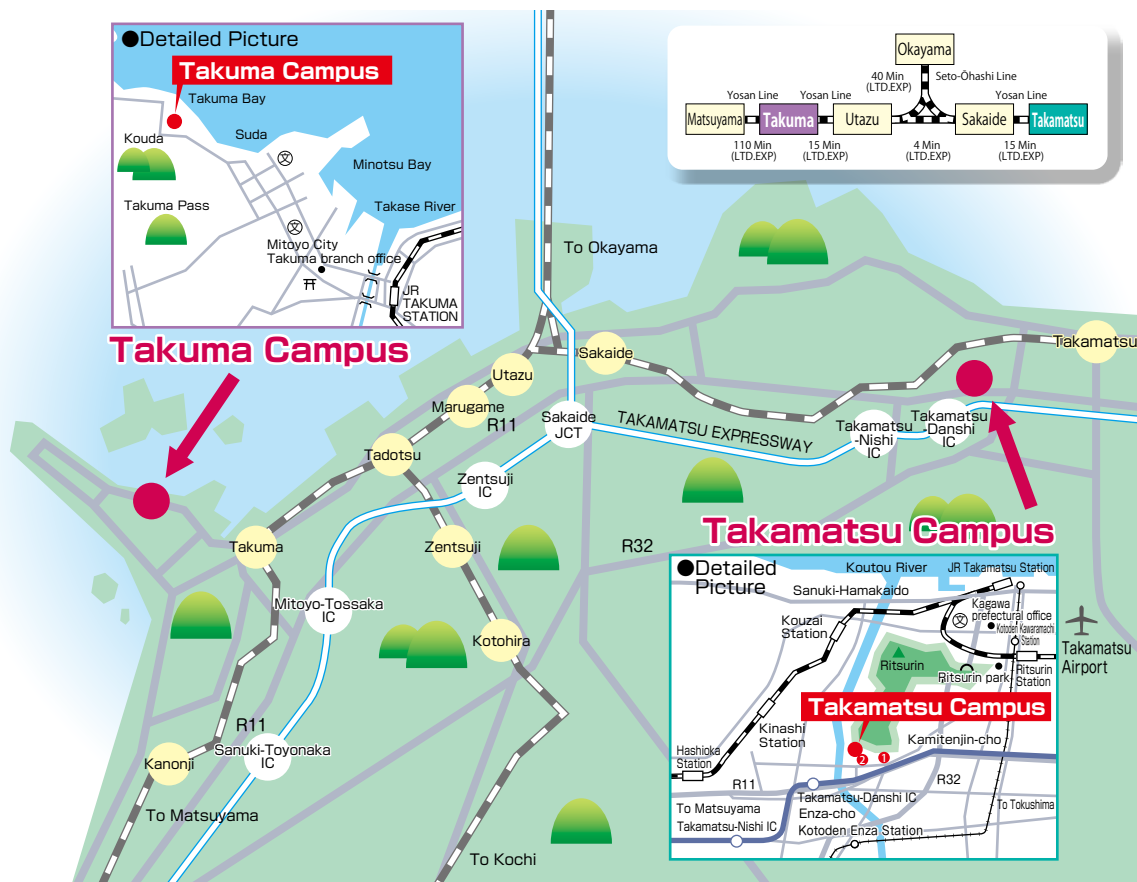 ●Detailed Picture
Takuma Campus
Takuma Bay
Kouda
Suda
文
Minotsu Bay
Takuma Pass
Takase River
文
Mitoyo City
Takuma branch office
JR
TAKUMA
STATION
Takuma Campus
Okayama
40 Min
(LTD.EXP)
Seto-Ōhashi Line
Yosan Line
Yosan Line
Yosan Line
Matsuyama
Takuma
Utazu
Sakaide
Takamatsu
110 Min
(LTD.EXP)
15 Min
(LTD.EXP)
4 Min
(LTD.EXP)
15 Min
(LTD.EXP)
To Okayama
Takamatsu
Sakaide
Utazu
Marugame
R11
Sakaide
JCT
TAKAMATSU EXPRESSWAY
Takamatsu
-Nishi
IC
Takamatsu
-Danshi
IC
Tadotsu
Zentsuji
IC
Takuma
Zentsuji
R32
Mitoyo-Tossaka
IC
Kotohira
R11
Sanuki-Toyonaka
IC
Kanonji
To Matsuyama
To Kochi
Takamatsu
Airport
Takamatsu Campus
●Detailed
Picture
Koutou River
JR Takamatsu Station
Sanuki-Hamakaido
Kouzai
Station
文
Kagawa
prefectural office
Kotoden Kawaramachi
Station
Ritsurin
Ritsurin park
Ritsurin
Station
Takamatsu Campus
Kinashi
Station
Kamitenjin-cho
Hashioka
Station
2
1
R11
R32
Takamatsu-Danshi IC
To Matsuyama
Enza-cho
To Tokushima
Takamatsu-Nishi IC
Kotoden Enza Station